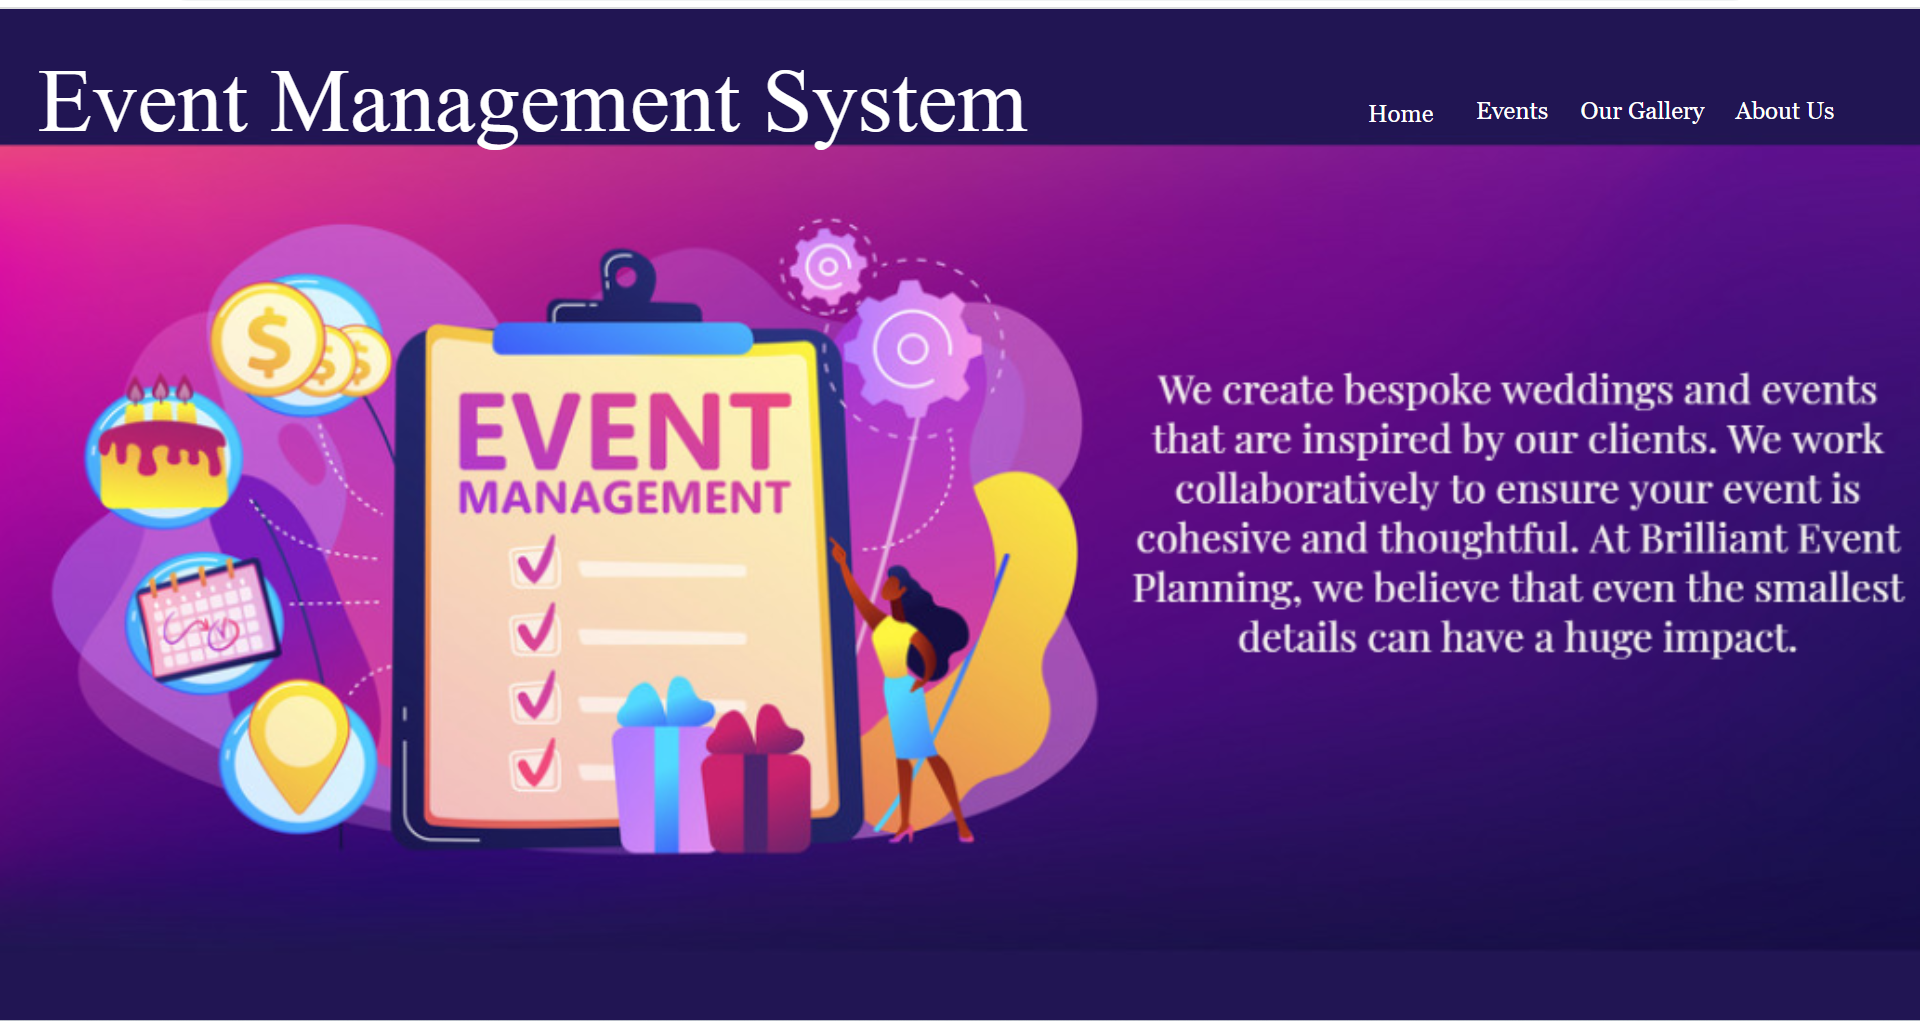 Event Management System
Home Events Our Gallery About Us
$ $ $
EVENT
MANAGEMENT
We create bespoke weddings and events
that are inspired by our clients. We work
collaboratively to ensure your event is
cohesive and thoughtful. At Brilliant Event
Planning, we believe that even the smallest
details can have a huge impact.